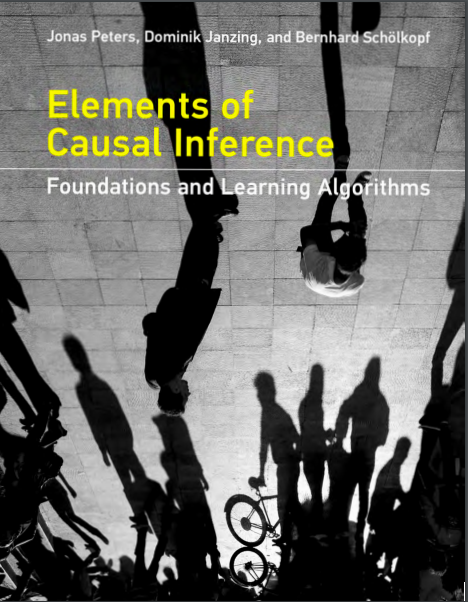 Jonas Peters, Dominik Janzing, and Bernhard Schölkopf
Elements of
Causal Inference
Foundations and Learning Algorithms